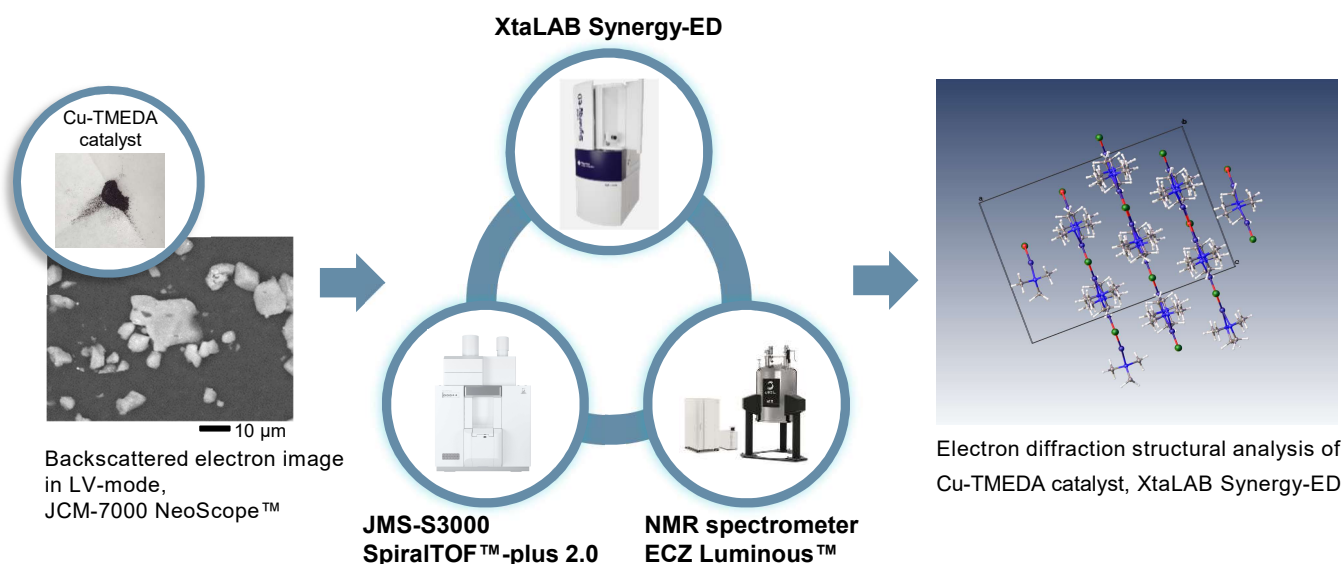 XtaLAB Synergy-ED
Cu-TMEDA
catalyst
10 µm
Backscattered electron image
in LV-mode,
JCM-7000 NeoScope™
JMS-S3000
SpiralTOF™-plus 2.0
NMR spectrometer
ECZ Luminous™
Electron diffraction structural analysis of
Cu-TMEDA catalyst, XtaLAB Synergy-ED
a
b
c